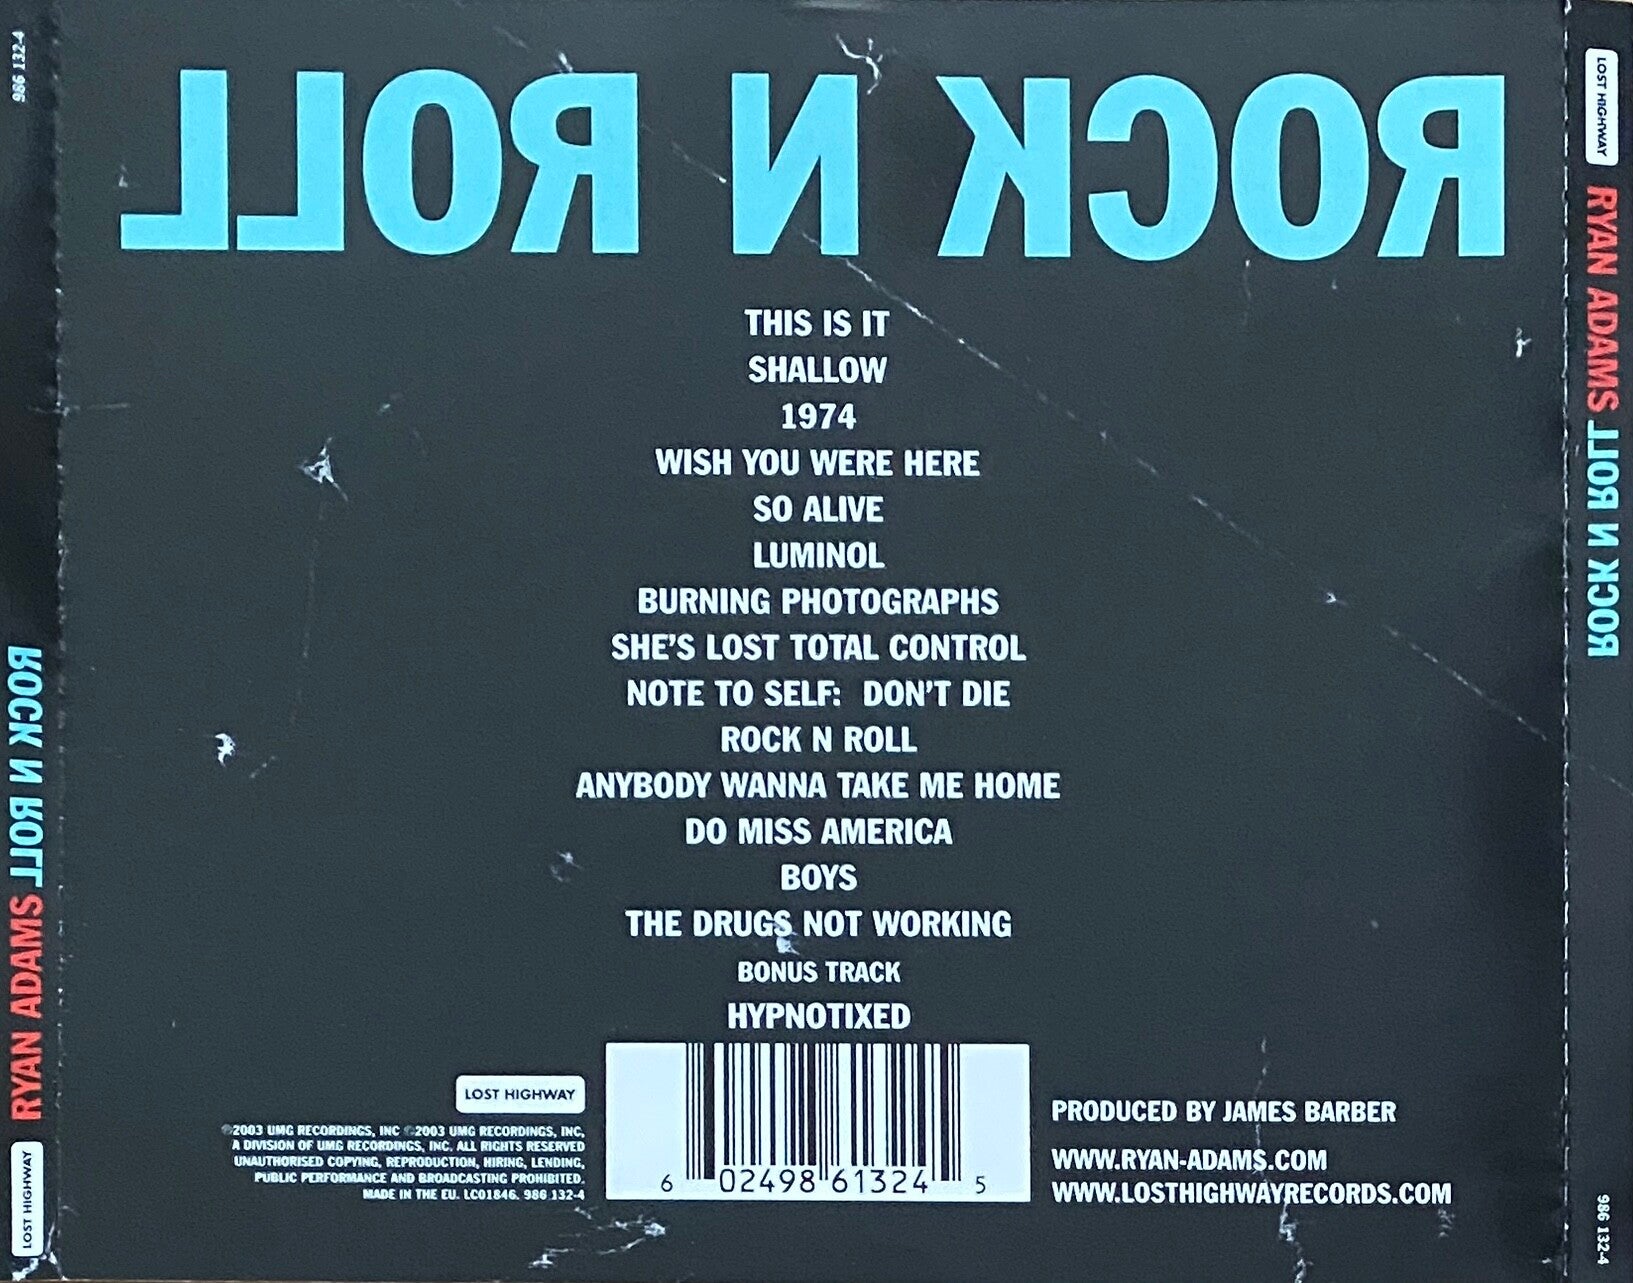 ROCK N ROLL
THIS IS IT
SHALLOW
1974
WISH YOU WERE HERE
SO ALIVE
LUMINOL
BURNING PHOTOGRAPHS
SHE'S LOST TOTAL CONTROL
NOTE TO SELF: DON'T DIE
ROCK N ROLL
ANYBODY WANNA TAKE ME HOME
DO MISS AMERICA
BOYS
THE DRUGS NOT WORKING
BONUS TRACK
HYPNOTIXED
LOST HIGHWAY
℗2003 UMG RECORDINGS, INC ©2003 UMG RECORDINGS, INC,
A DIVISION OF UMG RECORDINGS, INC. ALL RIGHTS RESERVED
UNAUTHORISED COPYING, REPRODUCTION, HIRING, LENDING,
PUBLIC PERFORMANCE AND BROADCASTING PROHIBITED.
MADE IN THE EU. LC01846. 986 132-4
6 02498 61324 5
PRODUCED BY JAMES BARBER
WWW.RYAN-ADAMS.COM
WWW.LOSTHIGHWAYRECORDS.COM
LOST HIGHWAY RYAN ADAMS ROCK N ROLL 986 132-4
LOST HIGHWAY RYAN ADAMS ROCK N ROLL 986 132-4